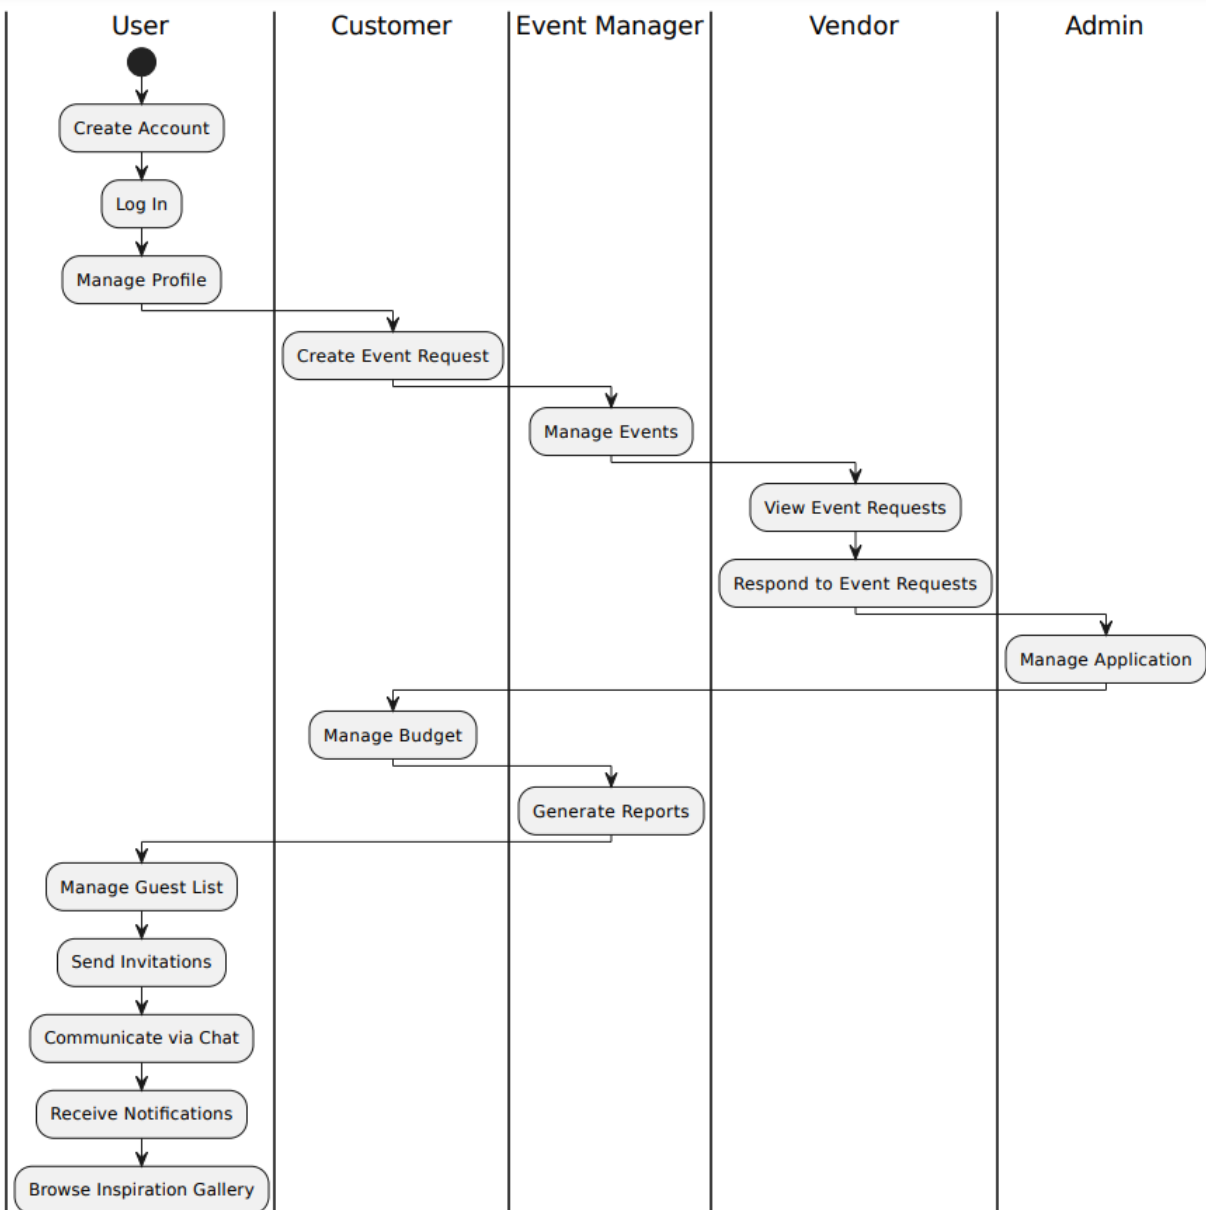 User
Customer
Event Manager
Vendor
Admin
Create Account
Log In
Manage Profile
Create Event Request
Manage Events
View Event Requests
Respond to Event Requests
Manage Application
Manage Budget
Generate Reports
Manage Guest List
Send Invitations
Communicate via Chat
Receive Notifications
Browse Inspiration Gallery